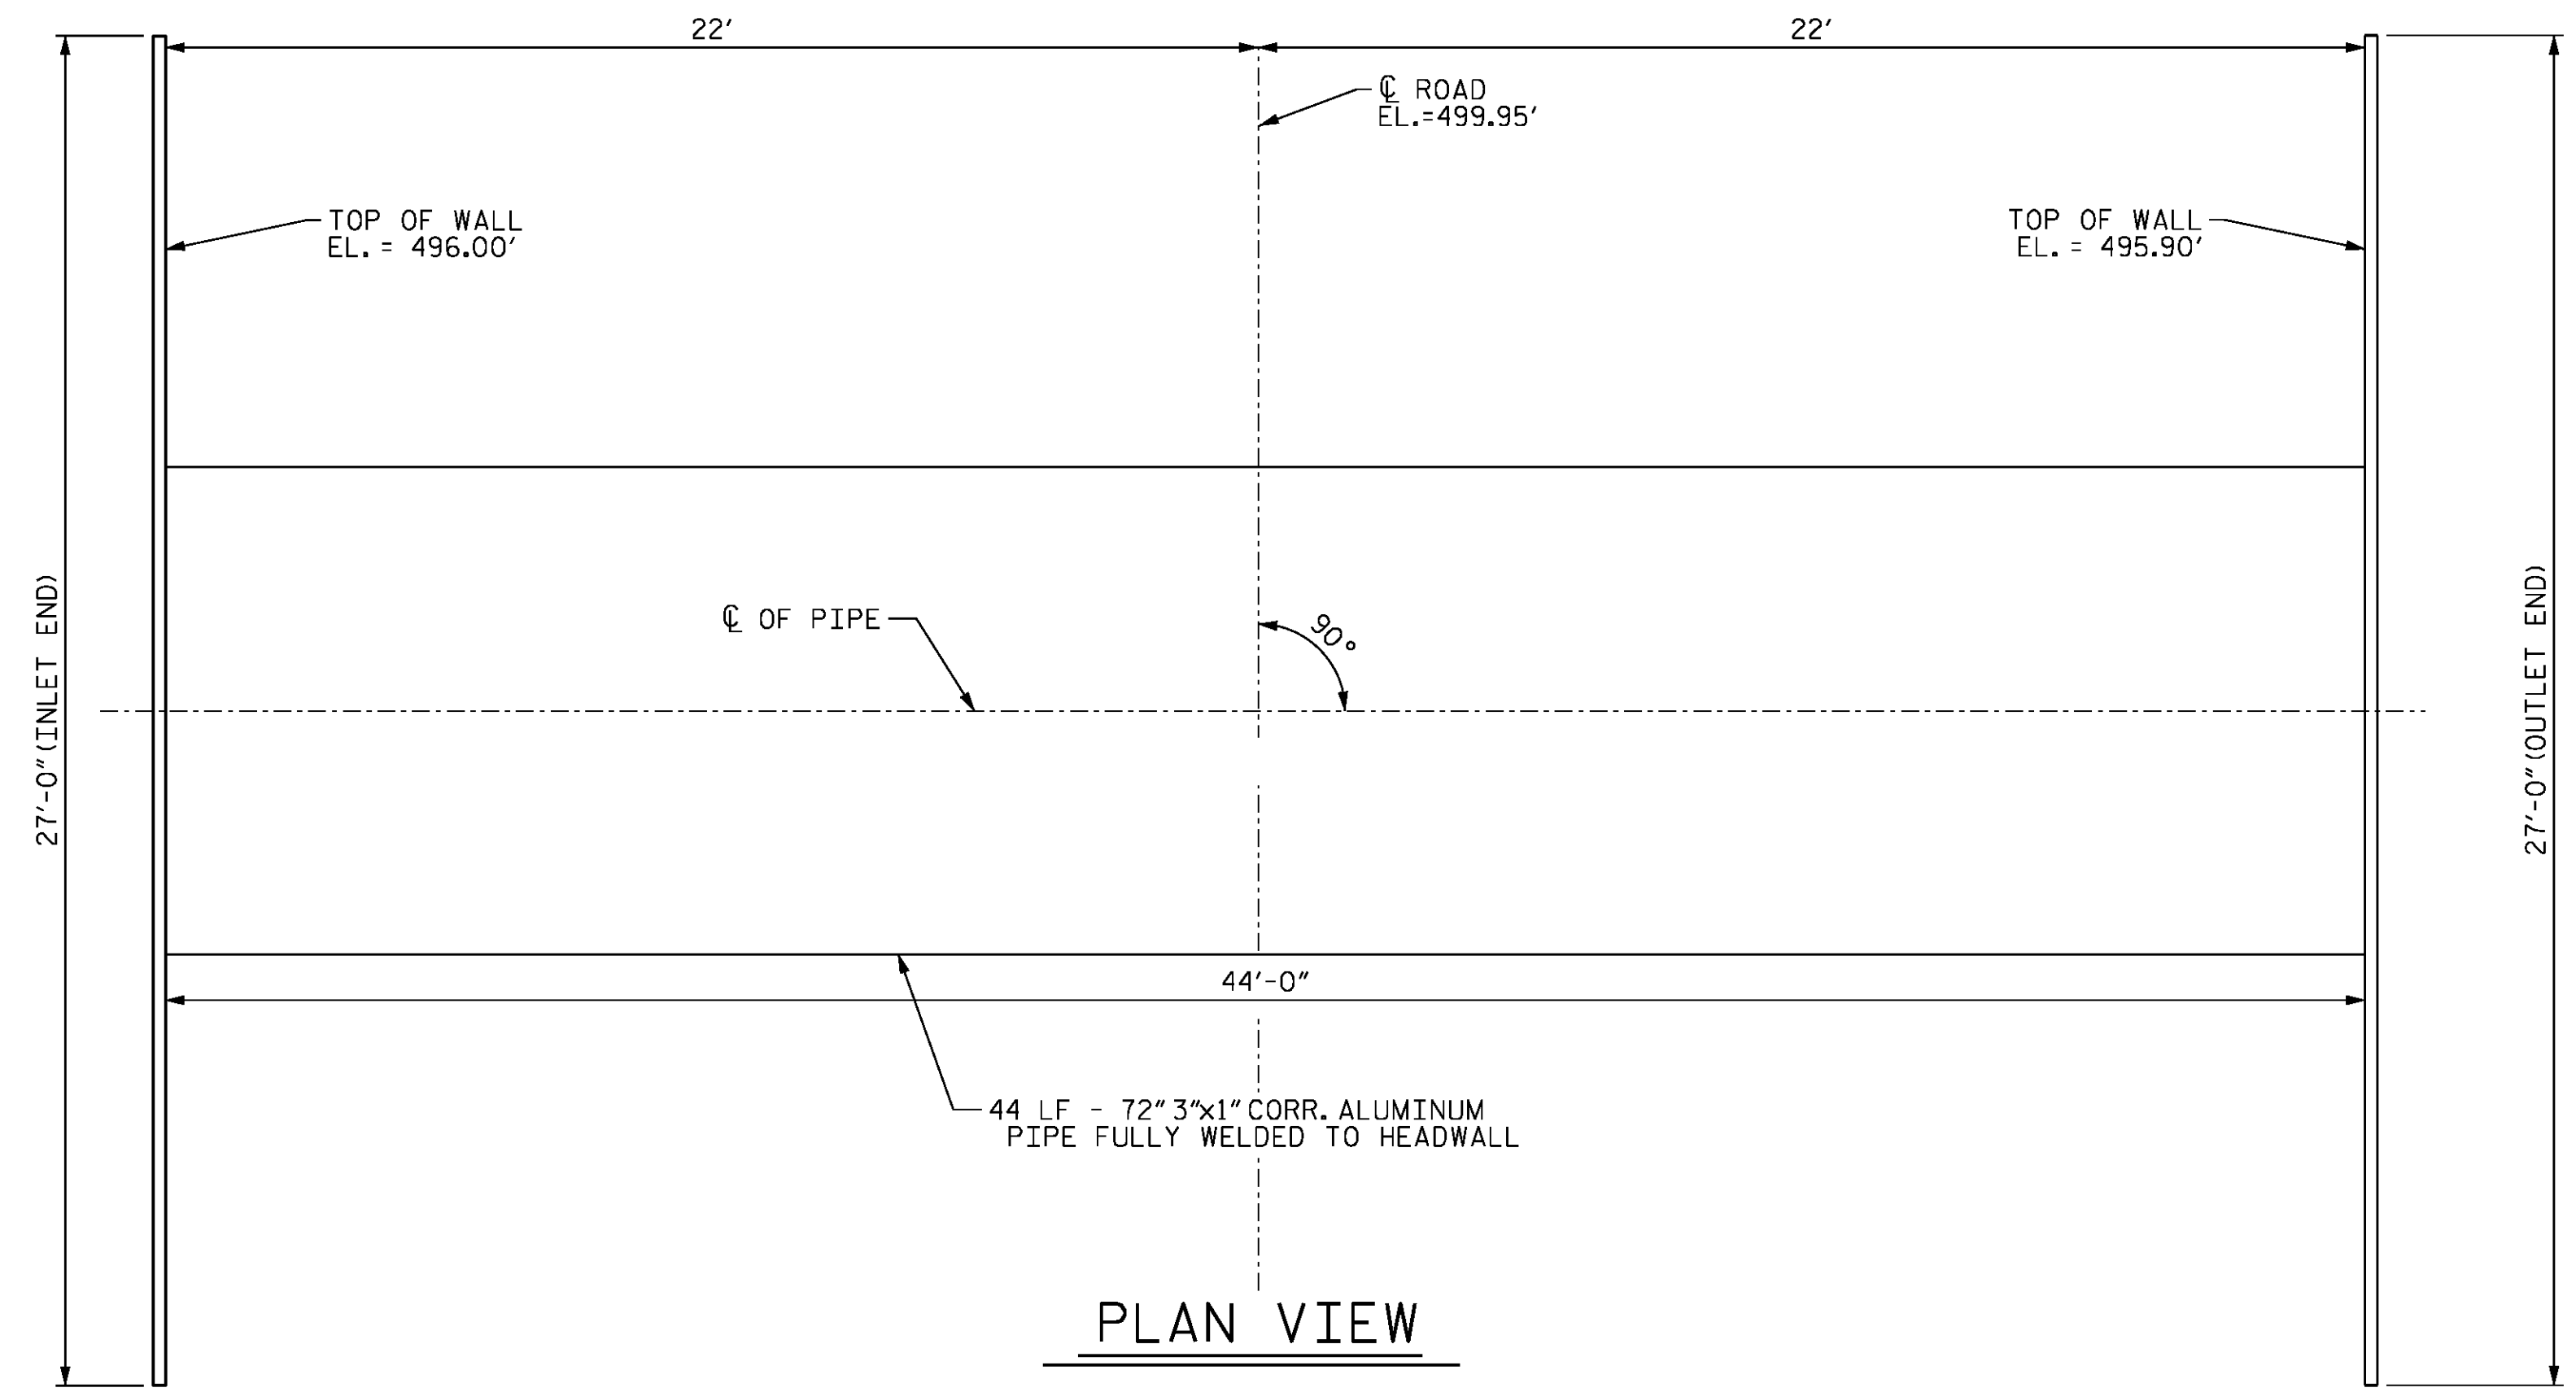 22′ 22′
℄ ROAD
EL.=499.95′
TOP OF WALL
EL. = 496.00′
TOP OF WALL
EL. = 495.90′
27′-0″(INLET END)
℄ OF PIPE
90°
27′-0″(OUTLET END)
44′-0″
44 LF - 72″3″x1″CORR. ALUMINUM
PIPE FULLY WELDED TO HEADWALL
PLAN VIEW